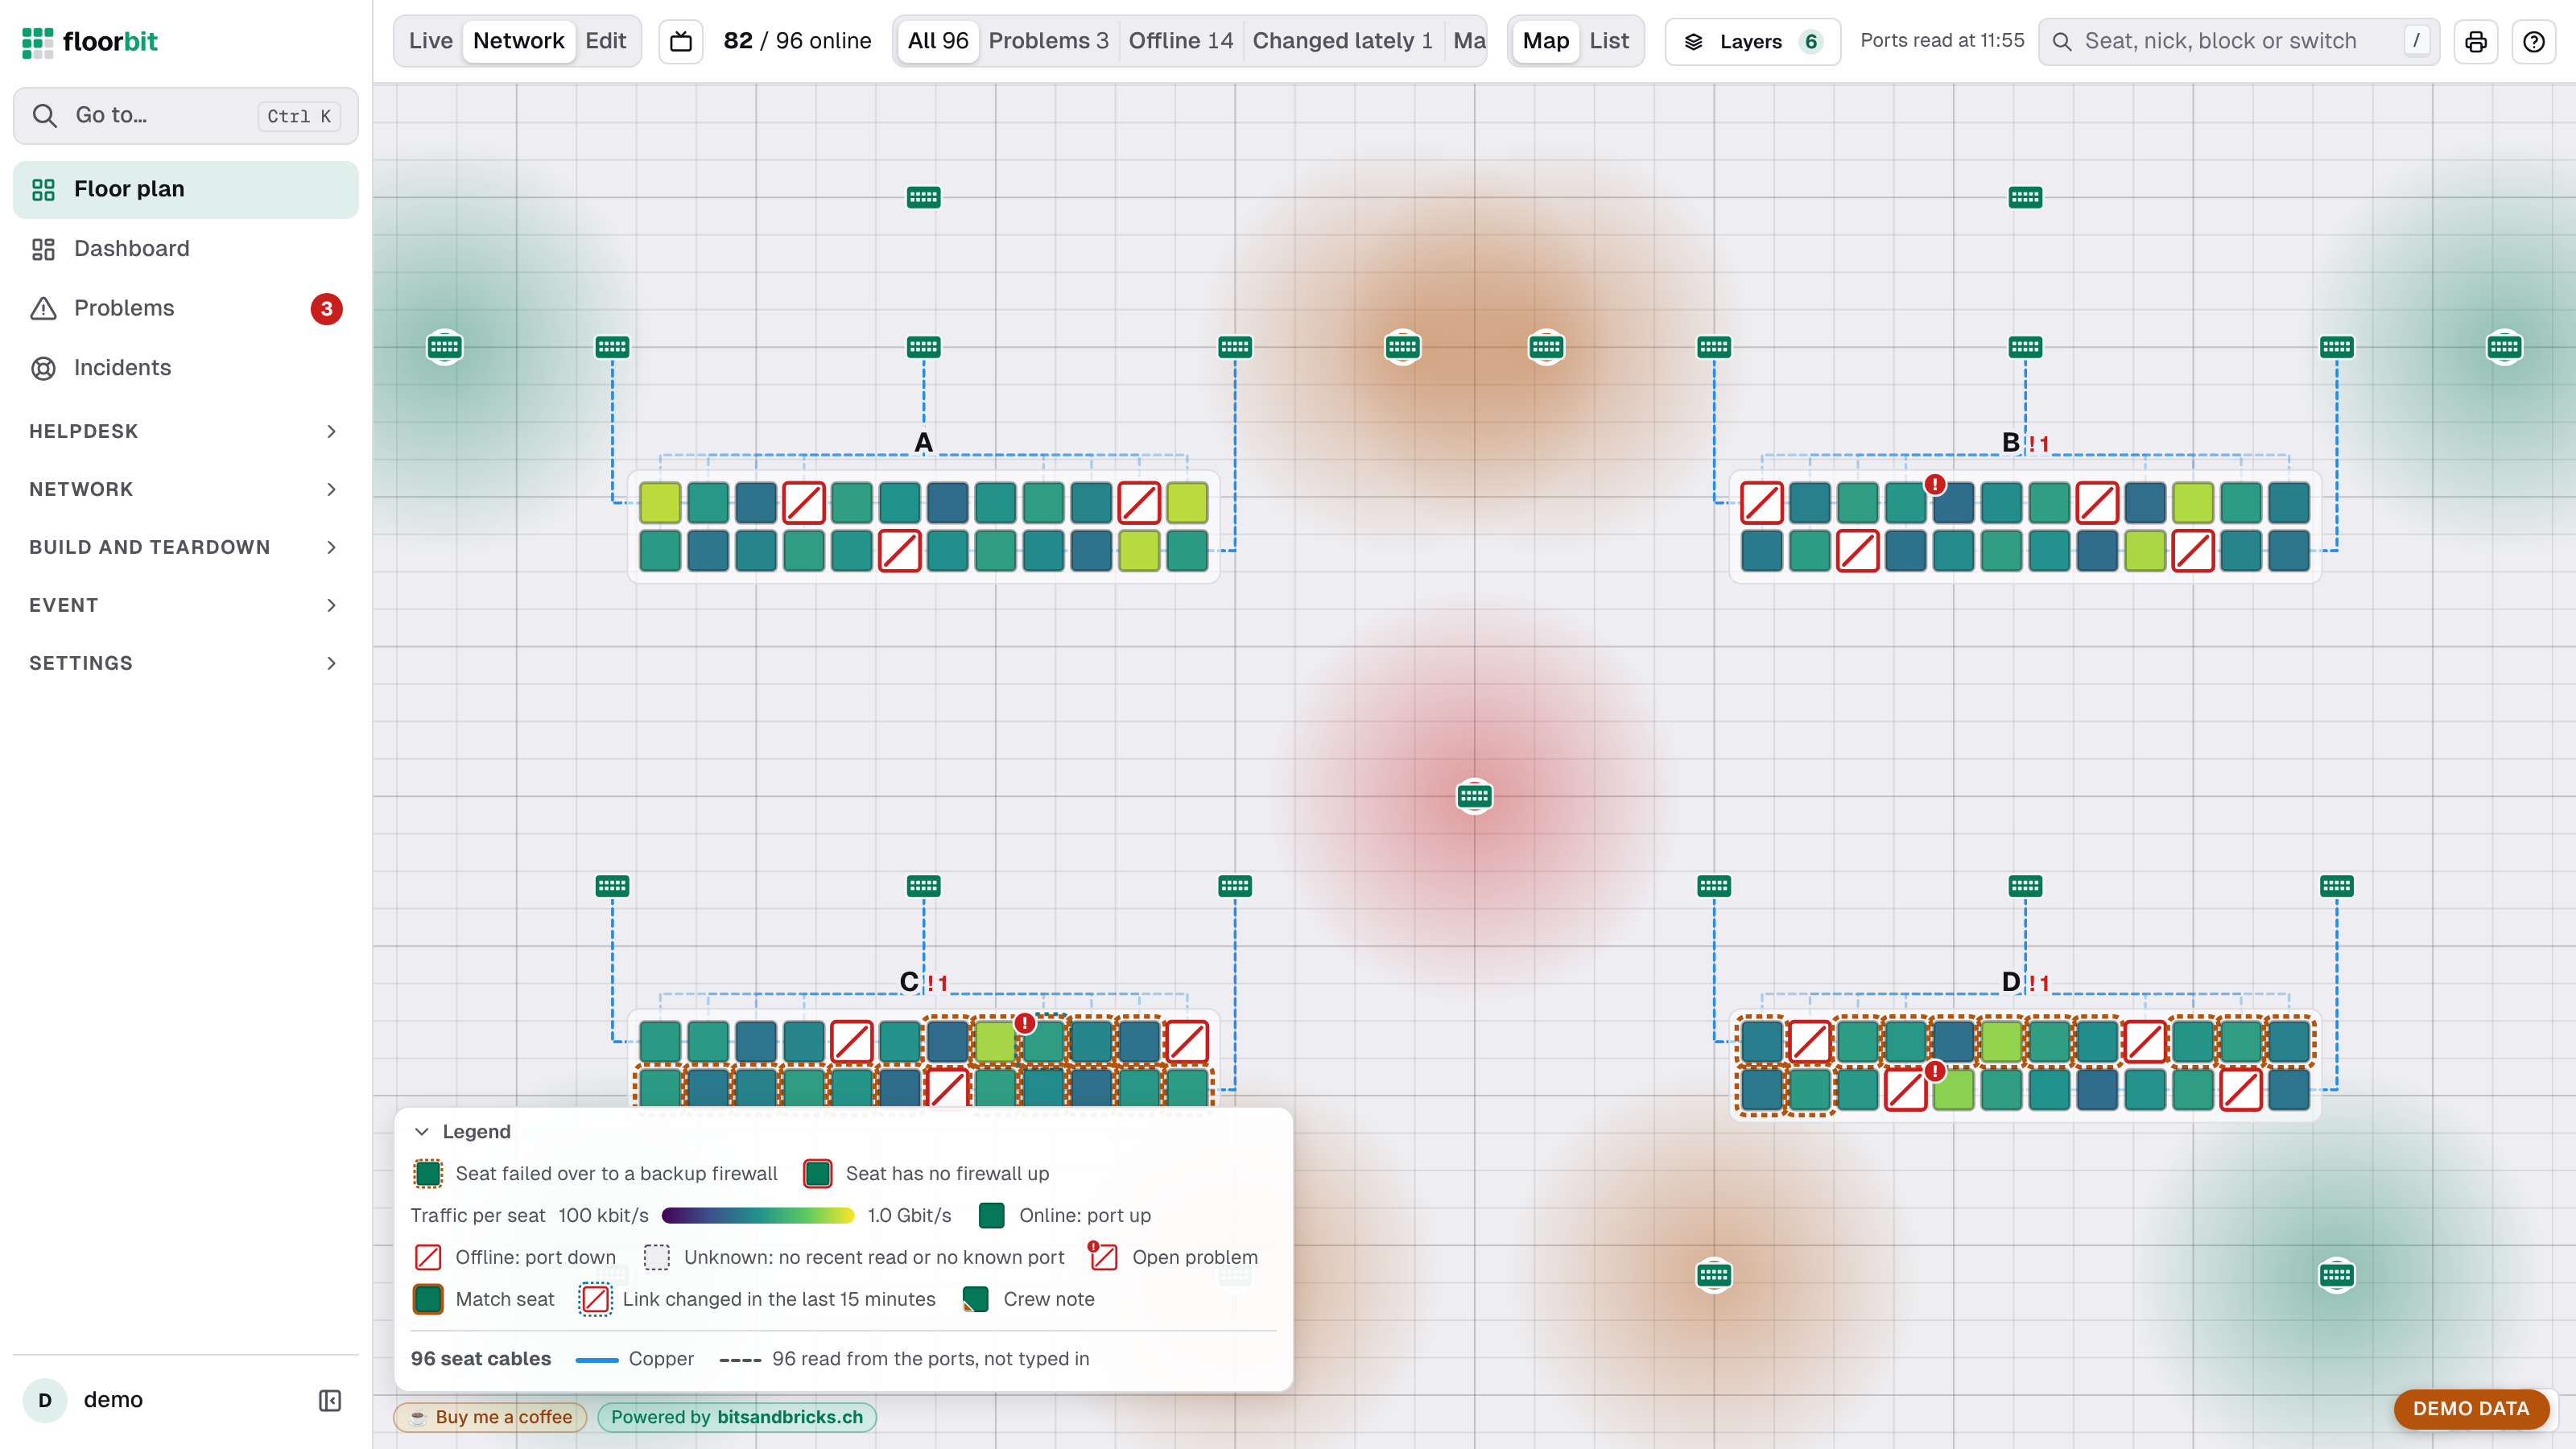 floorbit
Live Network Edit 82 / 96 online All 96 Problems 3 Offline 14 Changed lately 1 Ma Map List Layers 6 Ports read at 11:55 Seat, nick, block or switch /
Go to... Ctrl K
Floor plan
Dashboard
Problems 3
Incidents
HELPDESK
NETWORK
BUILD AND TEARDOWN
EVENT
SETTINGS
A
B !1
!
C !1
D !1
!
!
Legend
Seat failed over to a backup firewall Seat has no firewall up
Traffic per seat 100 kbit/s 1.0 Gbit/s Online: port up
Offline: port down Unknown: no recent read or no known port ! Open problem
Match seat Link changed in the last 15 minutes Crew note
96 seat cables Copper 96 read from the ports, not typed in
D demo
Buy me a coffee Powered by bitsandbricks.ch
DEMO DATA